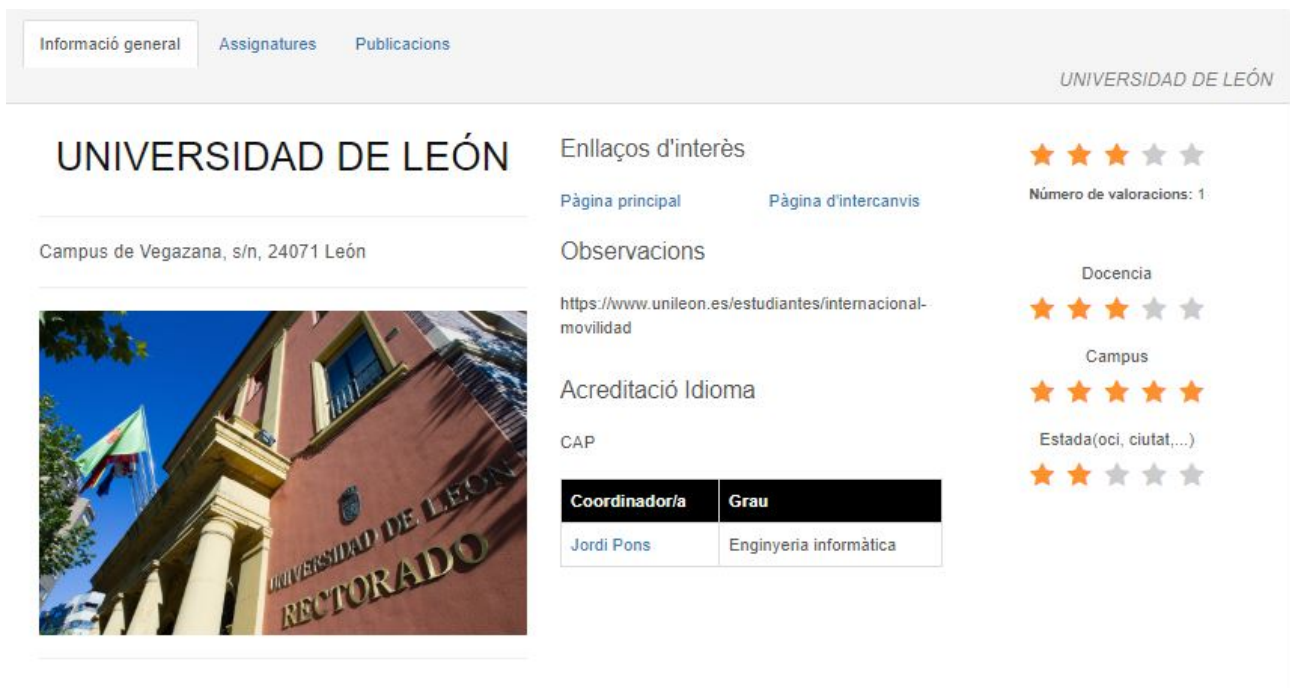 Informació general
Assignatures
Publicacions
UNIVERSIDAD DE LEÓN
UNIVERSIDAD DE LEÓN
Campus de Vegazana, s/n, 24071 León
UNIVERSIDAD DE LEON
RECTORADO
Enllaços d'interès
Pàgina principal
Pàgina d'intercanvis
Observacions
https://www.unileon.es/estudiantes/internacional-
movilidad
Acreditació Idioma
CAP
Coordinador/a
Grau
Jordi Pons
Enginyeria informàtica
Número de valoracions: 1
Docencia
Campus
Estada(oci, ciutat,...)